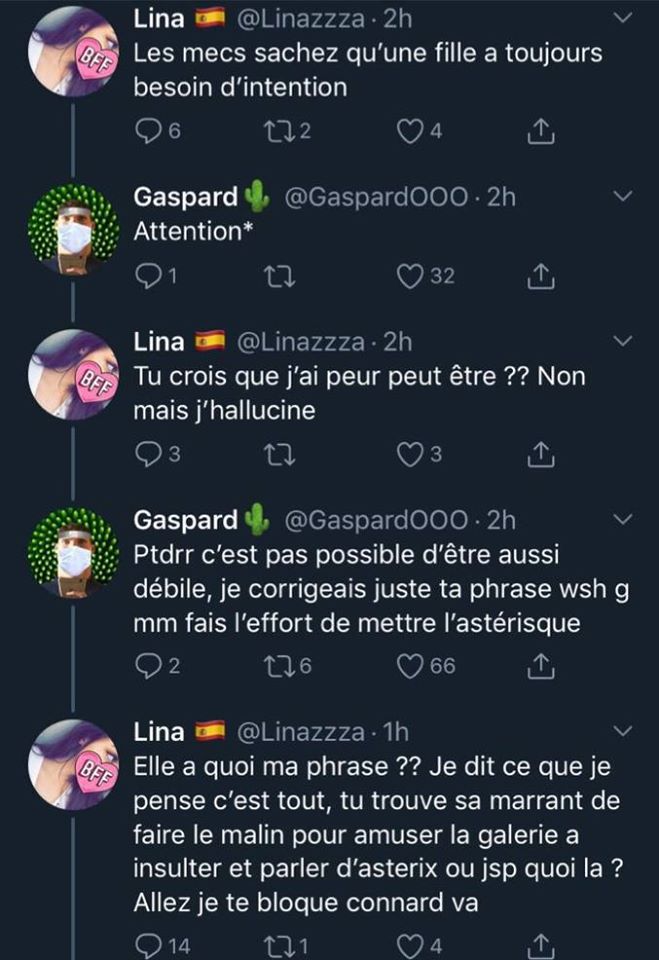 Lina 🇪🇸 @Linazzza · 2h
Les mecs sachez qu'une fille a toujours
besoin d'intention
6 2 4
Gaspard🌵 @GaspardOOO · 2h
Attention*
1 32
Lina 🇪🇸 @Linazzza · 2h
Tu crois que j'ai peur peut être ?? Non
mais j'hallucine
3 3
Gaspard🌵 @GaspardOOO · 2h
Ptdrr c'est pas possible d'être aussi
débile, je corrigeais juste ta phrase wsh g
mm fais l'effort de mettre l'astérisque
2 6 66
Lina 🇪🇸 @Linazzza · 1h
Elle a quoi ma phrase ?? Je dit ce que je
pense c'est tout, tu trouve sa marrant de
faire le malin pour amuser la galerie a
insulter et parler d'asterix ou jsp quoi la ?
Allez je te bloque connard va
14 1 4
BFF
BFF
BFF